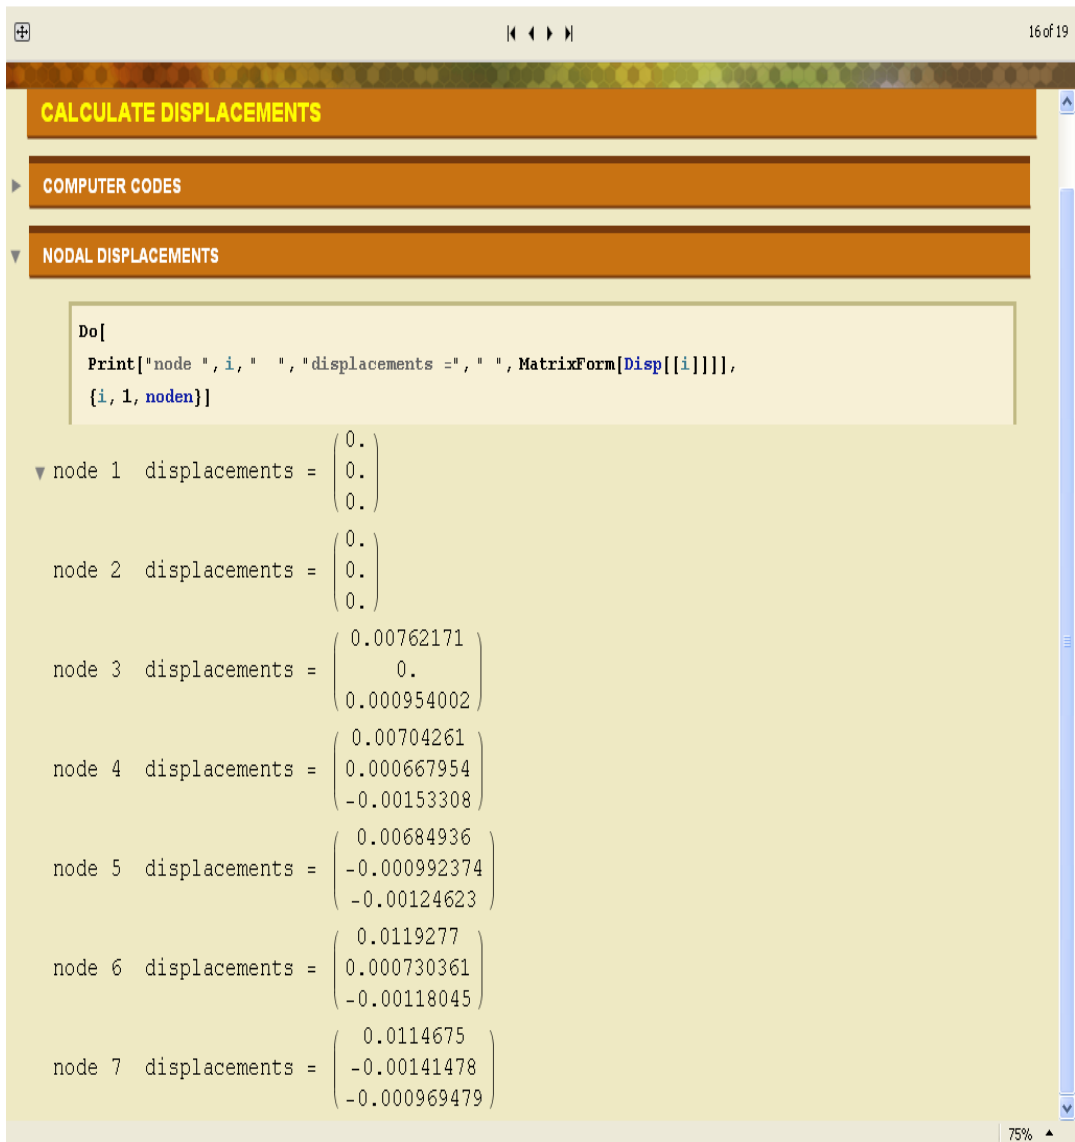 16 of 19
CALCULATE DISPLACEMENTS
COMPUTER CODES
NODAL DISPLACEMENTS
Do[
Print["node ", i, "  ", "displacements =", " ", MatrixForm[Disp[[i]]]],
{i, 1, noden}]
0.
node 1 displacements = 0.
0.
0.
node 2 displacements = 0.
0.
0.00762171
node 3 displacements = 0.
0.000954002
0.00704261
node 4 displacements = 0.000667954
-0.00153308
0.00684936
node 5 displacements = -0.000992374
-0.00124623
0.0119277
node 6 displacements = 0.000730361
-0.00118045
0.0114675
node 7 displacements = -0.00141478
-0.000969479
75%